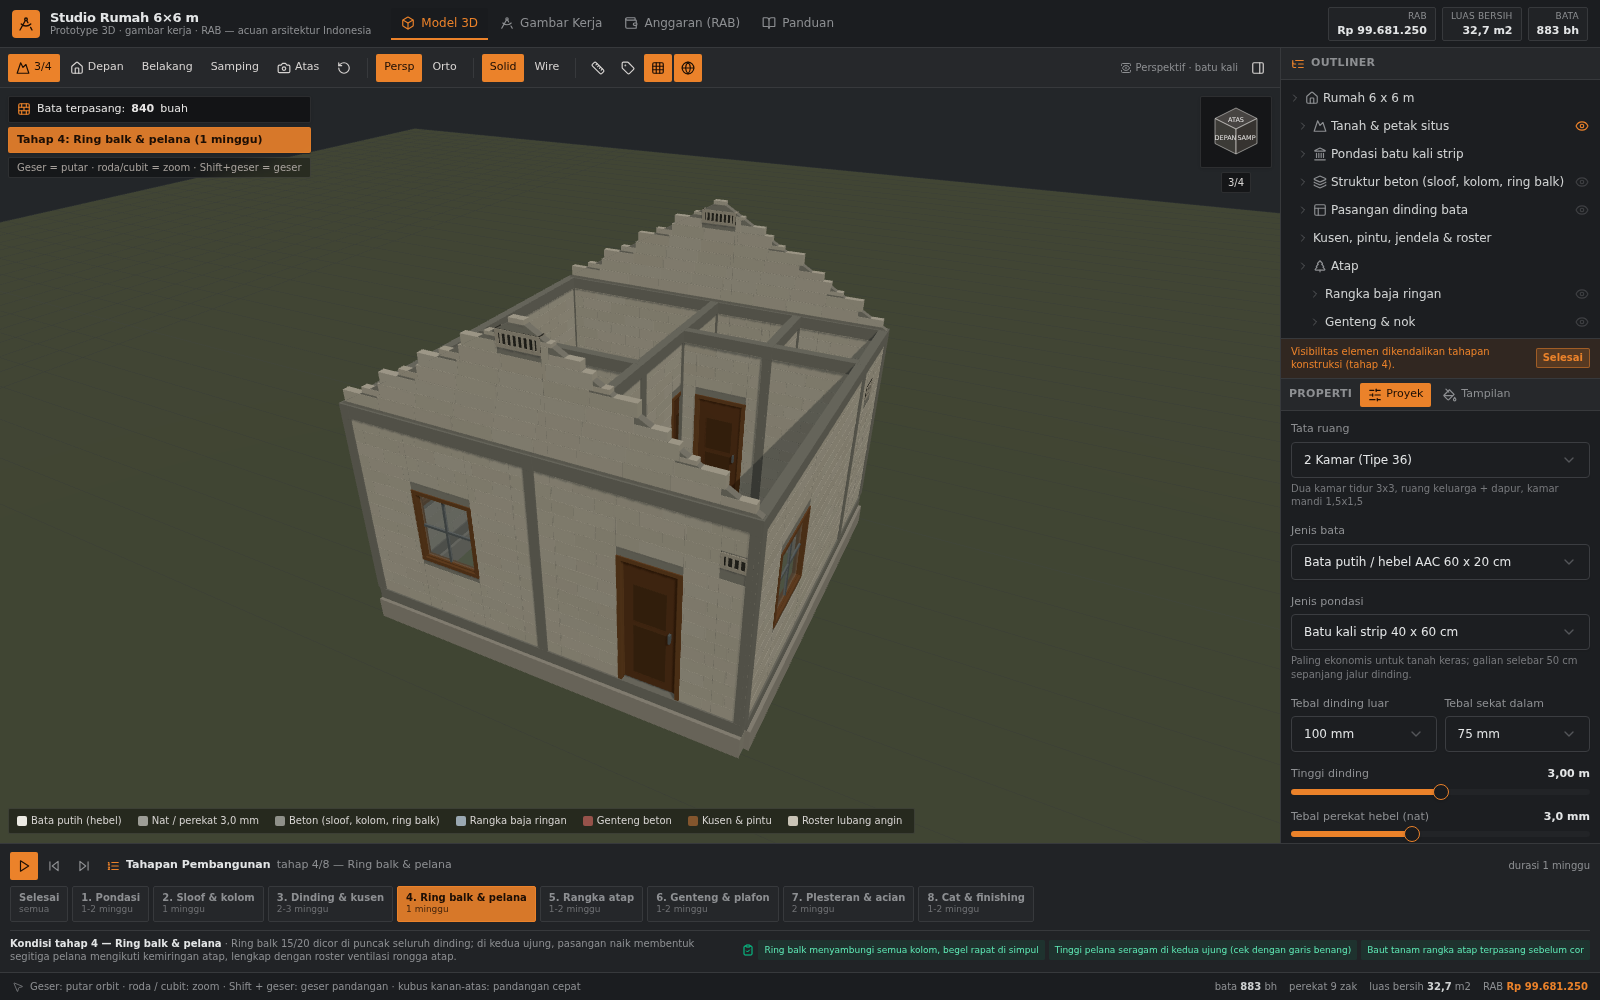 Studio Rumah 6×6 m
Prototype 3D · gambar kerja · RAB — acuan arsitektur Indonesia
Model 3D
Gambar Kerja
Anggaran (RAB)
Panduan
RAB
Rp 99.681.250
LUAS BERSIH
32,7 m2
BATA
883 bh
3/4
Depan
Belakang
Samping
Atas
Persp
Orto
Solid
Wire
Perspektif · batu kali
OUTLINER
Bata terpasang: 840 buah
Tahap 4: Ring balk & pelana (1 minggu)
Geser = putar · roda/cubit = zoom · Shift+geser = geser
ATAS
DEPAN
SAMP
3/4
Rumah 6 x 6 m
Tanah & petak situs
Pondasi batu kali strip
Struktur beton (sloof, kolom, ring balk)
Pasangan dinding bata
Kusen, pintu, jendela & roster
Atap
Rangka baja ringan
Genteng & nok
Visibilitas elemen dikendalikan tahapan
konstruksi (tahap 4).
Selesai
PROPERTI
Proyek
Tampilan
Tata ruang
2 Kamar (Tipe 36)
Dua kamar tidur 3x3, ruang keluarga + dapur, kamar
mandi 1,5x1,5
Jenis bata
Bata putih / hebel AAC 60 x 20 cm
Jenis pondasi
Batu kali strip 40 x 60 cm
Paling ekonomis untuk tanah keras; galian selebar 50 cm
sepanjang jalur dinding.
Tebal dinding luar
Tebal sekat dalam
100 mm
75 mm
Tinggi dinding
3,00 m
Tebal perekat hebel (nat)
3,0 mm
Bata putih (hebel)
Nat / perekat 3,0 mm
Beton (sloof, kolom, ring balk)
Rangka baja ringan
Genteng beton
Kusen & pintu
Roster lubang angin
Tahapan Pembangunan tahap 4/8 — Ring balk & pelana
durasi 1 minggu
Selesai
semua
1. Pondasi
1-2 minggu
2. Sloof & kolom
1 minggu
3. Dinding & kusen
2-3 minggu
4. Ring balk & pelana
1 minggu
5. Rangka atap
1-2 minggu
6. Genteng & plafon
1-2 minggu
7. Plesteran & acian
2 minggu
8. Cat & finishing
1-2 minggu
Kondisi tahap 4 — Ring balk & pelana · Ring balk 15/20 dicor di puncak seluruh dinding; di kedua ujung, pasangan naik membentuk
segitiga pelana mengikuti kemiringan atap, lengkap dengan roster ventilasi rongga atap.
Ring balk menyambungi semua kolom, begel rapat di simpul
Tinggi pelana seragam di kedua ujung (cek dengan garis benang)
Baut tanam rangka atap terpasang sebelum cor
Geser: putar orbit · roda / cubit: zoom · Shift + geser: geser pandangan · kubus kanan-atas: pandangan cepat
bata 883 bh
perekat 9 zak
luas bersih 32,7 m2
RAB Rp 99.681.250